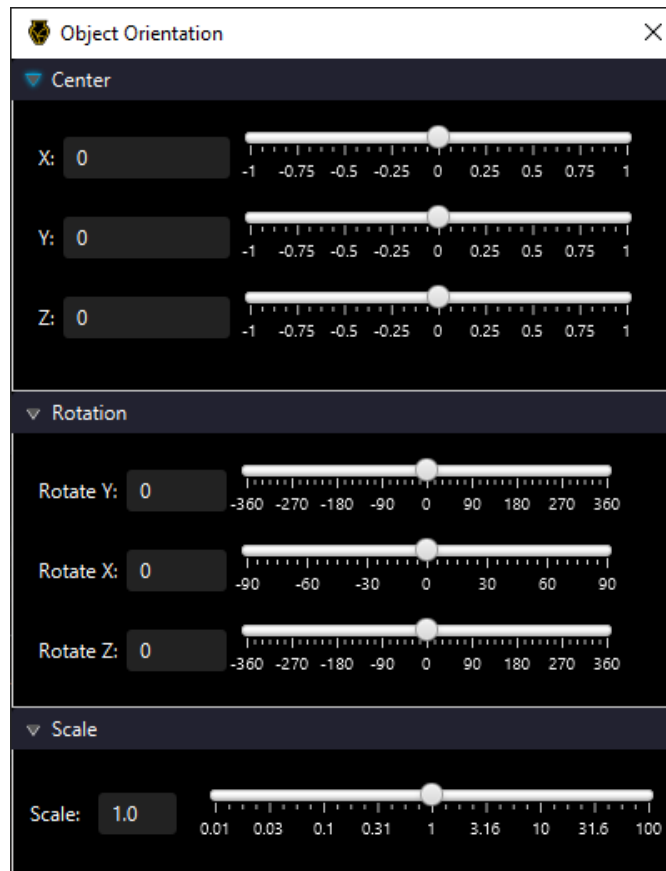 Object Orientation
Center
X: 0
-1 -0.75 -0.5 -0.25 0 0.25 0.5 0.75 1
Y: 0
-1 -0.75 -0.5 -0.25 0 0.25 0.5 0.75 1
Z: 0
-1 -0.75 -0.5 -0.25 0 0.25 0.5 0.75 1
Rotation
Rotate Y: 0
-360 -270 -180 -90 0 90 180 270 360
Rotate X: 0
-90 -60 -30 0 30 60 90
Rotate Z: 0
-360 -270 -180 -90 0 90 180 270 360
Scale
Scale: 1.0
0.01 0.03 0.1 0.31 1 3.16 10 31.6 100